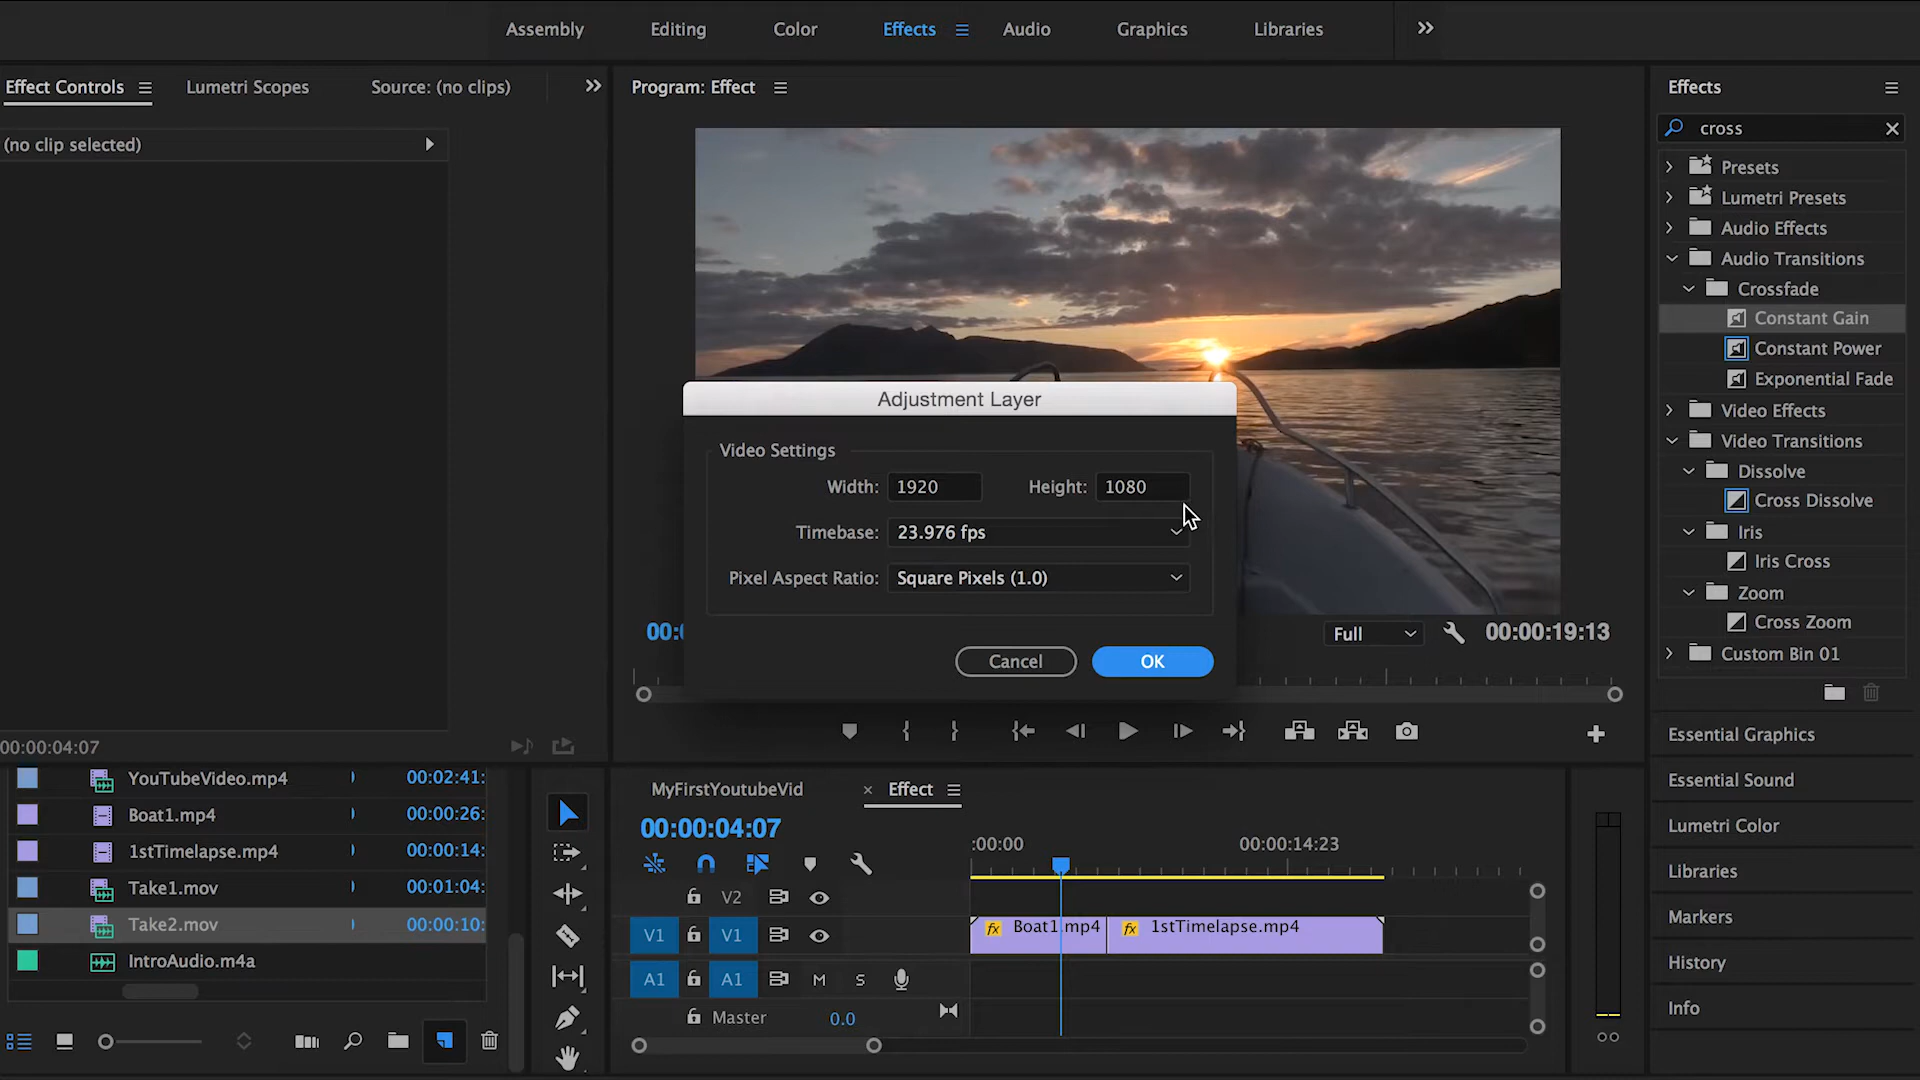 Assembly
Editing
Color
Effects
Audio
Graphics
Libraries
Effect Controls
Lumetri Scopes
Source: (no clips)
(no clip selected)
00:00:04:07
Program: Effect
Adjustment Layer
Video Settings
Width: 1920
Height: 1080
Timebase: 23.976 fps
Pixel Aspect Ratio: Square Pixels (1.0)
Cancel
OK
00:0
Full
00:00:19:13
Effects
cross
Presets
Lumetri Presets
Audio Effects
Audio Transitions
Crossfade
Constant Gain
Constant Power
Exponential Fade
Video Effects
Video Transitions
Dissolve
Cross Dissolve
Iris
Iris Cross
Zoom
Cross Zoom
Custom Bin 01
Essential Graphics
Essential Sound
Lumetri Color
Libraries
Markers
History
Info
YouTubeVideo.mp4 00:02:41:
Boat1.mp4 00:00:26:
1stTimelapse.mp4 00:00:14:
Take1.mov 00:01:04:
Take2.mov 00:00:10:
IntroAudio.m4a
MyFirstYoutubeVid
× Effect
00:00:04:07
:00:00
00:00:14:23
V2
V1 V1
fx Boat1.mp4
fx 1stTimelapse.mp4
A1 A1 M S
Master 0.0